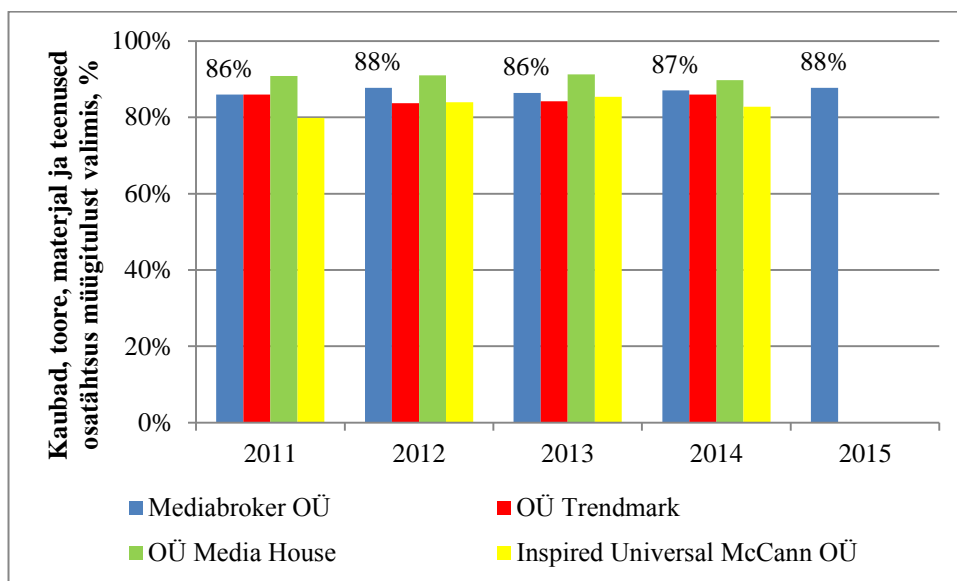 Kaubad, toore, materjal ja teenused
osatähtsus müügitulust valimis, %
100%
80%
60%
40%
20%
0%
86%
88%
86%
87%
88%
2011
2012
2013
2014
2015
Mediabroker OÜ
OÜ Trendmark
OÜ Media House
Inspired Universal McCann OÜ